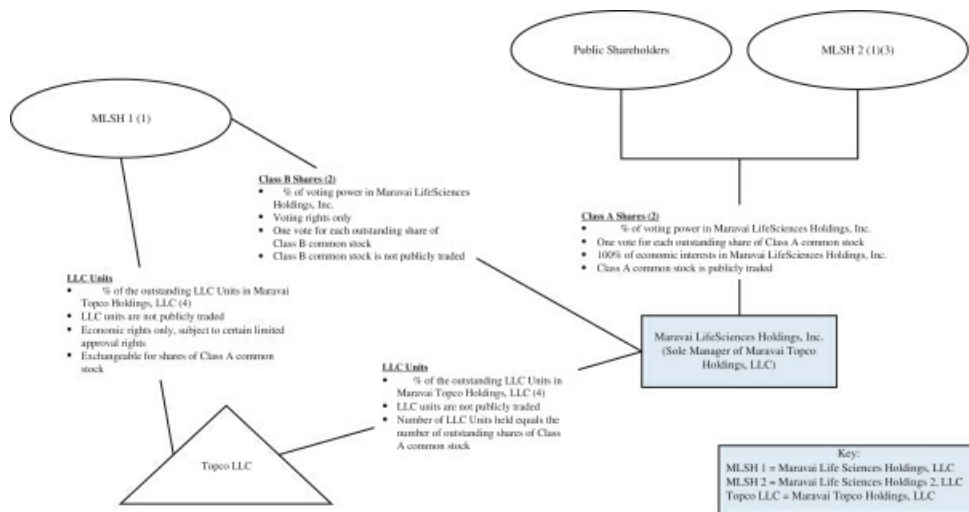 Public Shareholders
MLSH 2 (1)(3)
MLSH 1 (1)
Class B Shares (2)
• % of voting power in Maravai LifeSciences
Holdings, Inc.
• Voting rights only
• One vote for each outstanding share of
Class B common stock
• Class B common stock is not publicly traded
Class A Shares (2)
• % of voting power in Maravai LifeSciences Holdings, Inc.
• One vote for each outstanding share of Class A common stock
• 100% of economic interests in Maravai LifeSciences Holdings, Inc.
• Class A common stock is publicly traded
LLC Units
• % of the outstanding LLC Units in Maravai
Topco Holdings, LLC (4)
• LLC units are not publicly traded
• Economic rights only, subject to certain limited
approval rights
• Exchangeable for shares of Class A common
stock
Maravai LifeSciences Holdings, Inc.
(Sole Manager of Maravai Topco
Holdings, LLC)
LLC Units
• % of the outstanding LLC Units in
Maravai Topco Holdings, LLC (4)
• LLC units are not publicly traded
• Number of LLC Units held equals the
number of outstanding shares of Class
A common stock
Topco LLC
Key:
MLSH 1 = Maravai Life Sciences Holdings, LLC
MLSH 2 = Maravai Life Sciences Holdings 2, LLC
Topco LLC = Maravai Topco Holdings, LLC